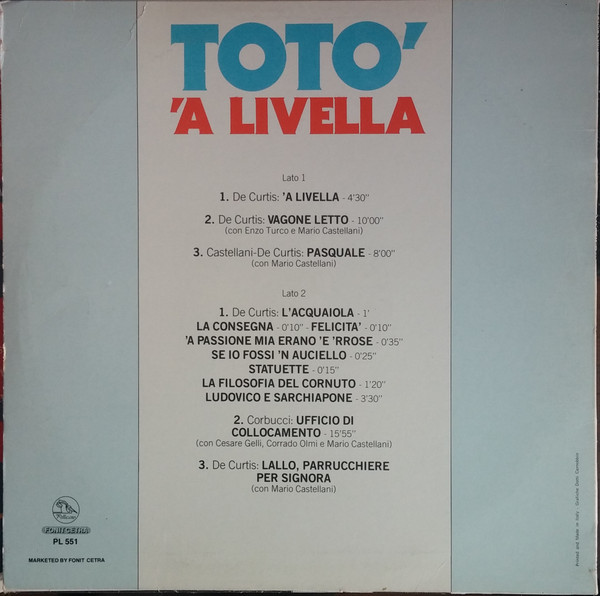 TOTO'
'A LIVELLA
Lato 1
1. De Curtis: 'A LIVELLA - 4'30"
2. De Curtis: VAGONE LETTO - 10'00"
(con Enzo Turco e Mario Castellani)
3. Castellani-De Curtis: PASQUALE - 8'00"
(con Mario Castellani)
Lato 2
1. De Curtis: L'ACQUAIOLA - 1'
LA CONSEGNA - 0'10" - FELICITA' - 0'10"
'A PASSIONE MIA ERANO 'E 'RROSE - 0'35"
SE IO FOSSI 'N AUCIELLO - 0'25"
STATUETTE - 0'15"
LA FILOSOFIA DEL CORNUTO - 1'20"
LUDOVICO E SARCHIAPONE - 3'30"
2. Corbucci: UFFICIO DI
COLLOCAMENTO - 15'55"
(con Cesare Gelli, Corrado Olmi e Mario Castellani)
3. De Curtis: LALLO, PARRUCCHIERE
PER SIGNORA
(con Mario Castellani)
FONIT CETRA
PL 551
MARKETED BY FONIT CETRA
Printed and Made in Italy